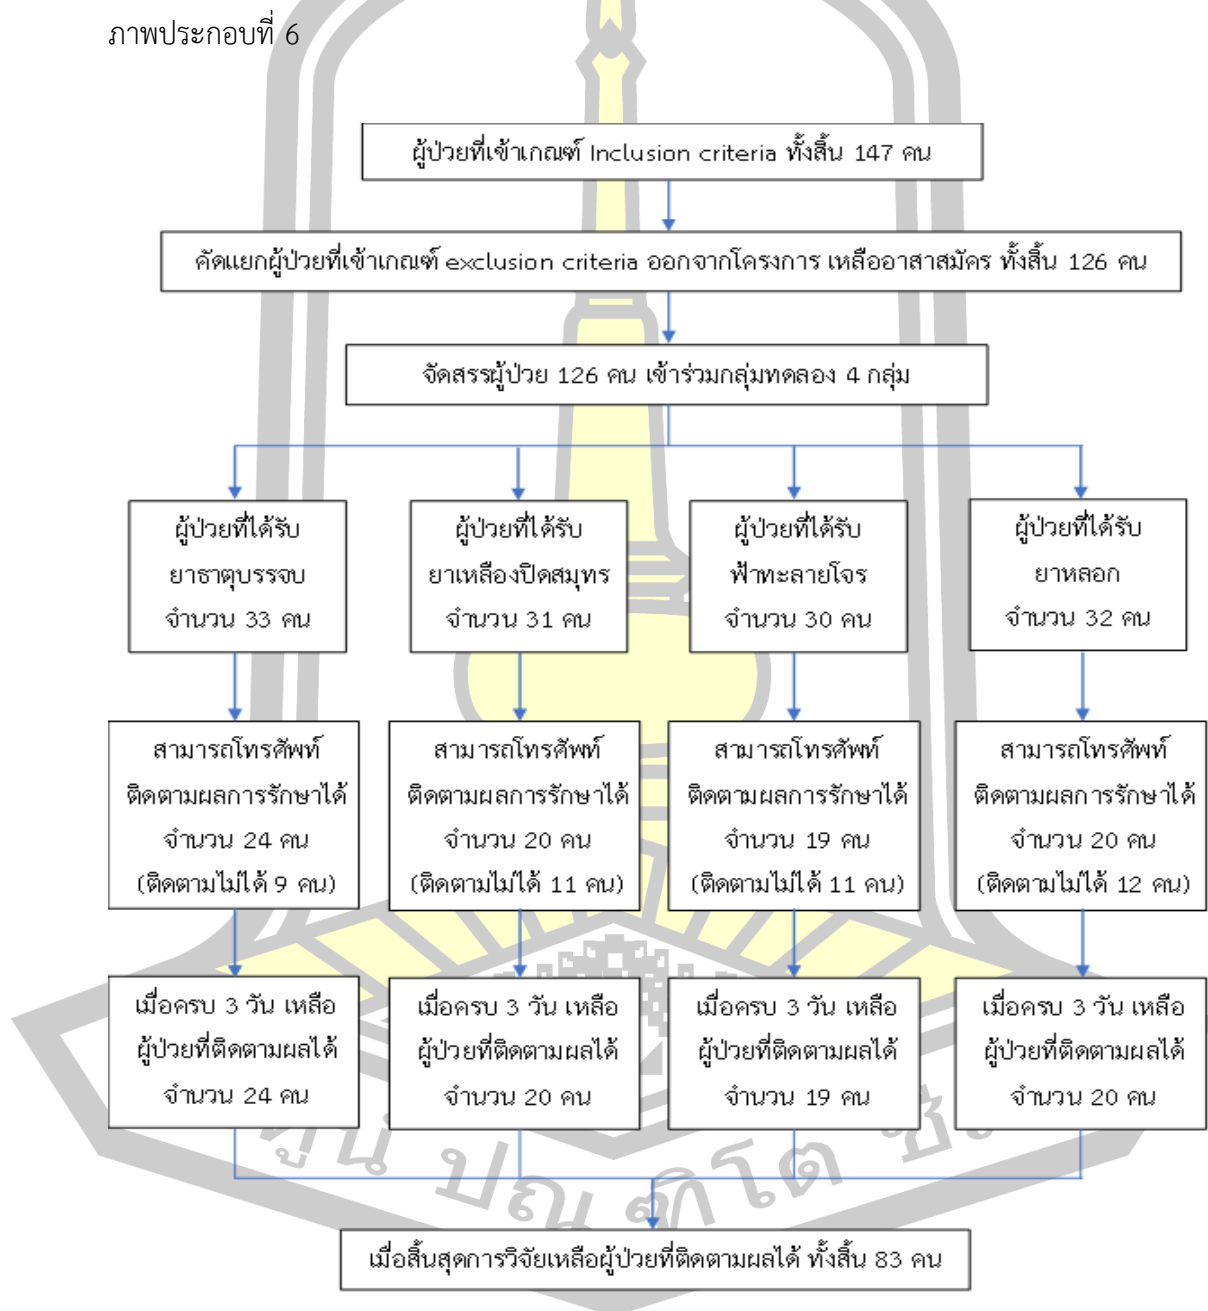 ภาพประกอบที่ 6
ผู้ป่วยที่เข้าเกณฑ์ Inclusion criteria ทั้งสิ้น 147 คน
คัดแยกผู้ป่วยที่เข้าเกณฑ์ exclusion criteria ออกจากโครงการ เหลืออาสาสมัคร ทั้งสิ้น 126 คน
จัดสรรผู้ป่วย 126 คน เข้าร่วมกลุ่มทดลอง 4 กลุ่ม
ผู้ป่วยที่ได้รับ
ยาธาตุบรรจบ
จำนวน 33 คน
ผู้ป่วยที่ได้รับ
ยาเหลืองปิดสมุทร
จำนวน 31 คน
ผู้ป่วยที่ได้รับ
ฟ้าทะลายโจร
จำนวน 30 คน
ผู้ป่วยที่ได้รับ
ยาหลอก
จำนวน 32 คน
สามารถโทรศัพท์
ติดตามผลการรักษาได้
จำนวน 24 คน
(ติดตามไม่ได้ 9 คน)
สามารถโทรศัพท์
ติดตามผลการรักษาได้
จำนวน 20 คน
(ติดตามไม่ได้ 11 คน)
สามารถโทรศัพท์
ติดตามผลการรักษาได้
จำนวน 19 คน
(ติดตามไม่ได้ 11 คน)
สามารถโทรศัพท์
ติดตามผลการรักษาได้
จำนวน 20 คน
(ติดตามไม่ได้ 12 คน)
เมื่อครบ 3 วัน เหลือ
ผู้ป่วยที่ติดตามผลได้
จำนวน 24 คน
เมื่อครบ 3 วัน เหลือ
ผู้ป่วยที่ติดตามผลได้
จำนวน 20 คน
เมื่อครบ 3 วัน เหลือ
ผู้ป่วยที่ติดตามผลได้
จำนวน 19 คน
เมื่อครบ 3 วัน เหลือ
ผู้ป่วยที่ติดตามผลได้
จำนวน 20 คน
เมื่อสิ้นสุดการวิจัยเหลือผู้ป่วยที่ติดตามผลได้ ทั้งสิ้น 83 คน